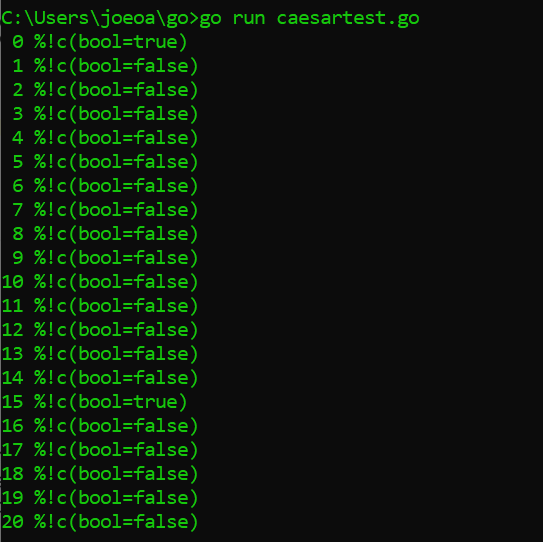 C:\Users\joeoa\go>go run caesartest.go
 0 %!c(bool=true)
 1 %!c(bool=false)
 2 %!c(bool=false)
 3 %!c(bool=false)
 4 %!c(bool=false)
 5 %!c(bool=false)
 6 %!c(bool=false)
 7 %!c(bool=false)
 8 %!c(bool=false)
 9 %!c(bool=false)
10 %!c(bool=false)
11 %!c(bool=false)
12 %!c(bool=false)
13 %!c(bool=false)
14 %!c(bool=false)
15 %!c(bool=true)
16 %!c(bool=false)
17 %!c(bool=false)
18 %!c(bool=false)
19 %!c(bool=false)
20 %!c(bool=false)